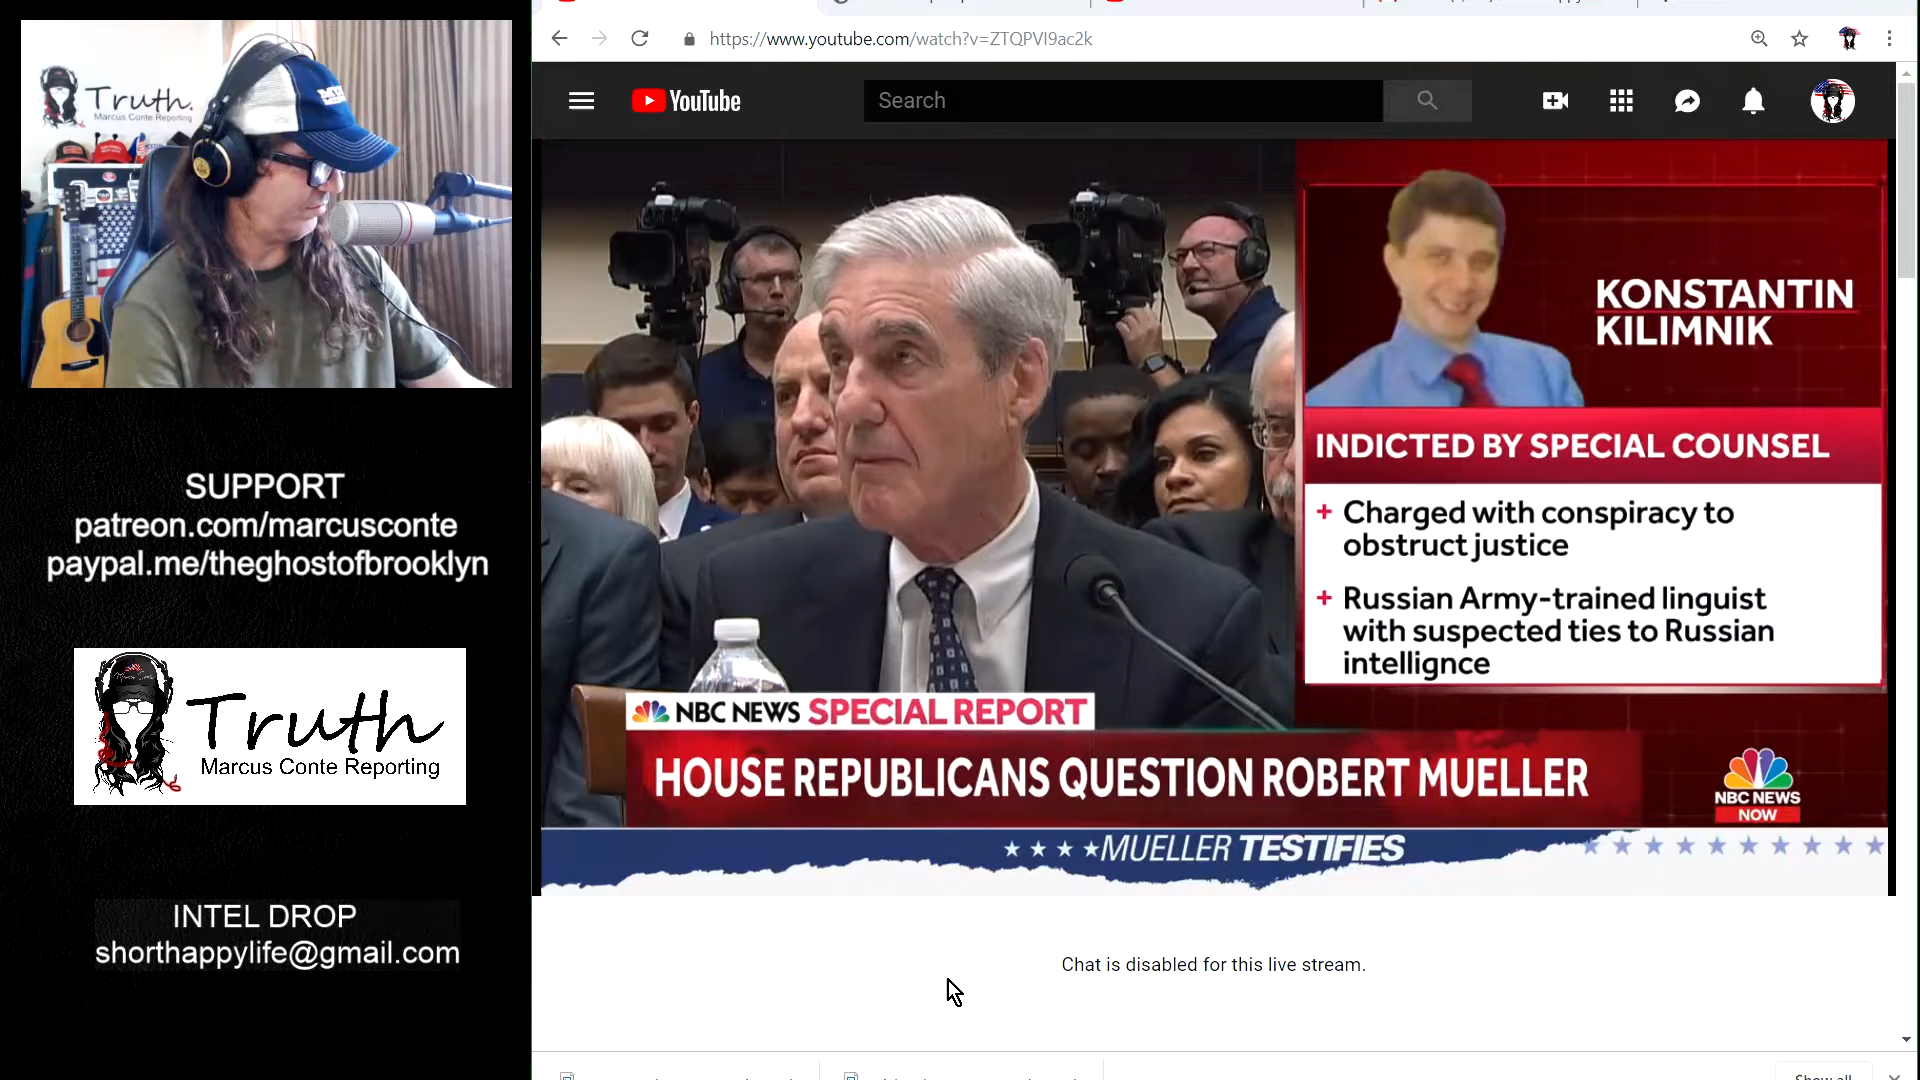 Truth.
Marcus Conte Reporting
SUPPORT
patreon.com/marcusconte
paypal.me/theghostofbrooklyn
Truth
Marcus Conte Reporting
INTEL DROP
shorthappylife@gmail.com
https://www.youtube.com/watch?v=ZTQPVI9ac2k
YouTube
Search
KONSTANTIN
KILIMNIK
INDICTED BY SPECIAL COUNSEL
+ Charged with conspiracy to
obstruct justice
+ Russian Army-trained linguist
with suspected ties to Russian
intellignce
NBC NEWS SPECIAL REPORT
HOUSE REPUBLICANS QUESTION ROBERT MUELLER
NBC NEWS
NOW
MUELLER TESTIFIES
Chat is disabled for this live stream.
Show all